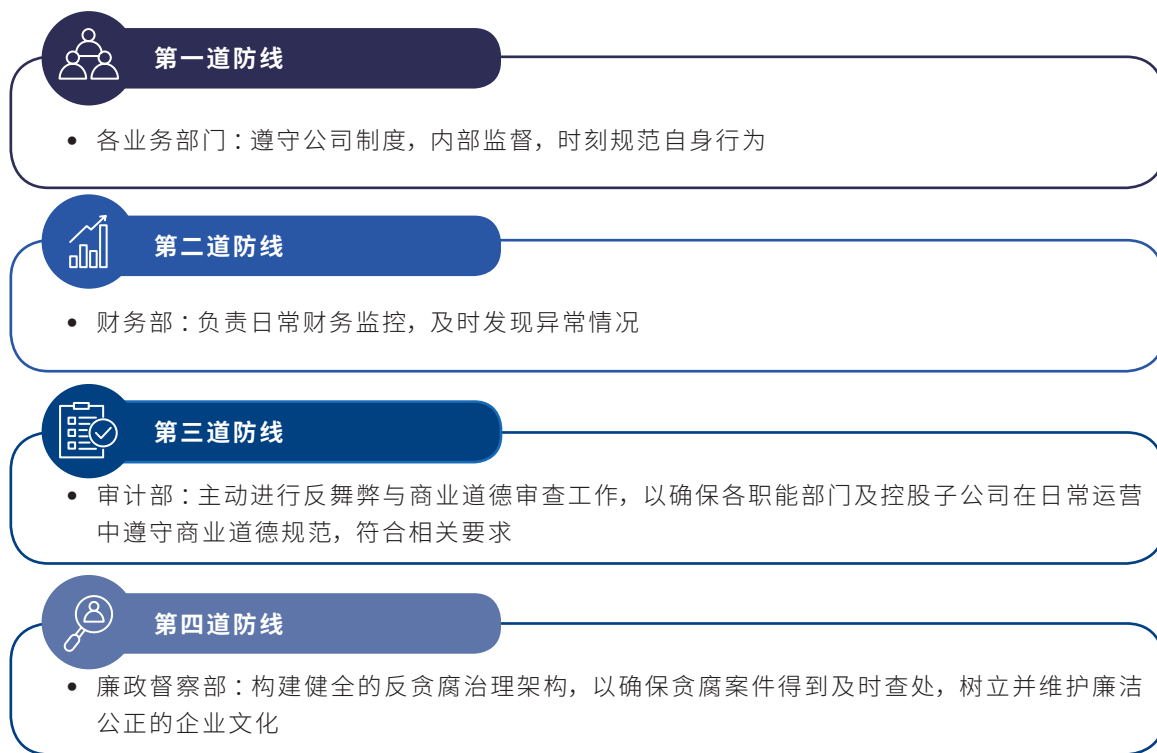 第一道防线
• 各业务部门：遵守公司制度，内部监督，时刻规范自身行为
第二道防线
• 财务部：负责日常财务监控，及时发现异常情况
第三道防线
• 审计部：主动进行反舞弊与商业道德审查工作，以确保各职能部门及控股子公司在日常运营
中遵守商业道德规范，符合相关要求
第四道防线
• 廉政督察部：构建健全的反贪腐治理架构，以确保贪腐案件得到及时查处，树立并维护廉洁
公正的企业文化